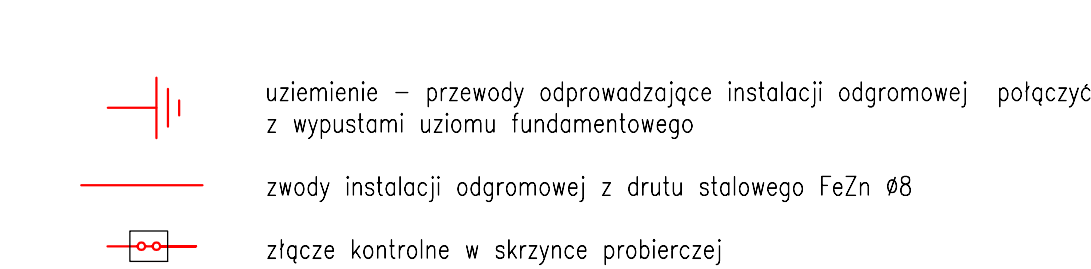 uziemienie – przewody odprowadzające instalacji odgromowej połączyć
z wypustami uziomu fundamentowego
zwody instalacji odgromowej z drutu stalowego FeZn Ø8
złącze kontrolne w skrzynce probierczej